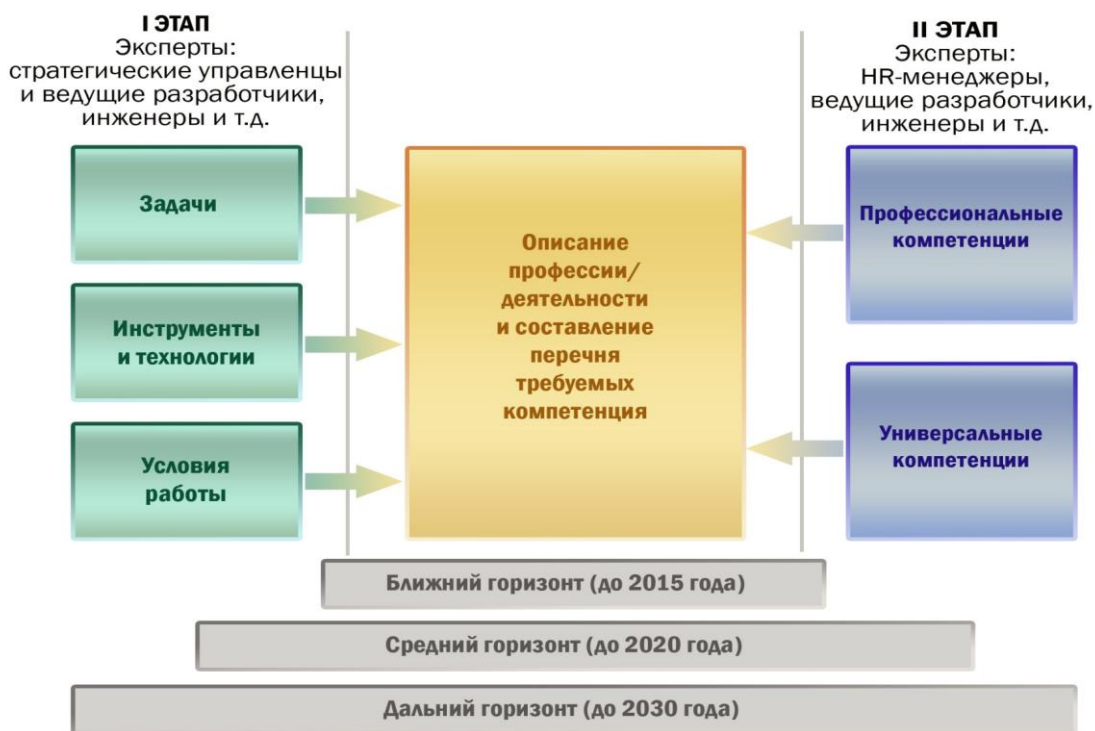 I ЭТАП
Эксперты:
стратегические управленцы
и ведущие разработчики,
инженеры и т.д.
Задачи
Инструменты
и технологии
Условия
работы
Описание
профессии/
деятельности
и составление
перечня
требуемых
компетенция
II ЭТАП
Эксперты:
HR-менеджеры,
ведущие разработчики,
инженеры и т.д.
Профессиональные
компетенции
Универсальные
компетенции
Ближний горизонт (до 2015 года)
Средний горизонт (до 2020 года)
Дальний горизонт (до 2030 года)